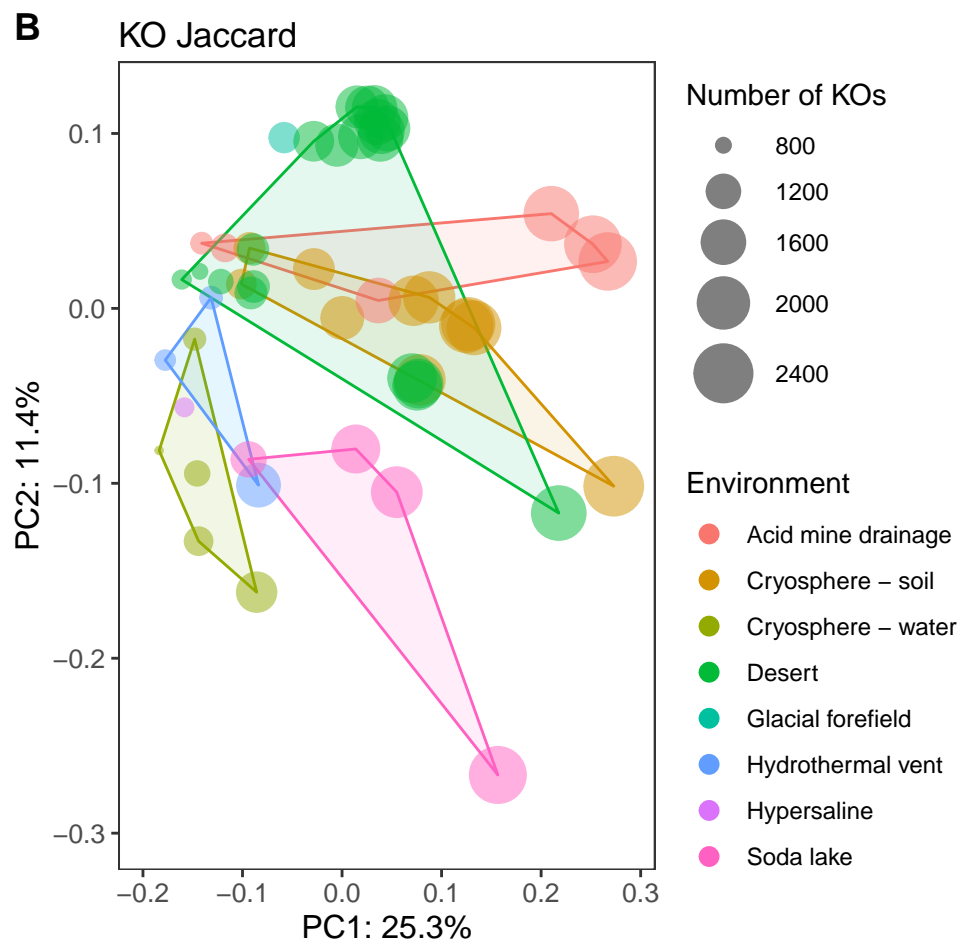 B
KO Jaccard
0.1
0.0
−0.1
−0.2
−0.3
PC2: 11.4%
−0.2
−0.1
0.0
0.1
0.2
0.3
PC1: 25.3%
Number of KOs
800
1200
1600
2000
2400
Environment
Acid mine drainage
Cryosphere − soil
Cryosphere − water
Desert
Glacial forefield
Hydrothermal vent
Hypersaline
Soda lake